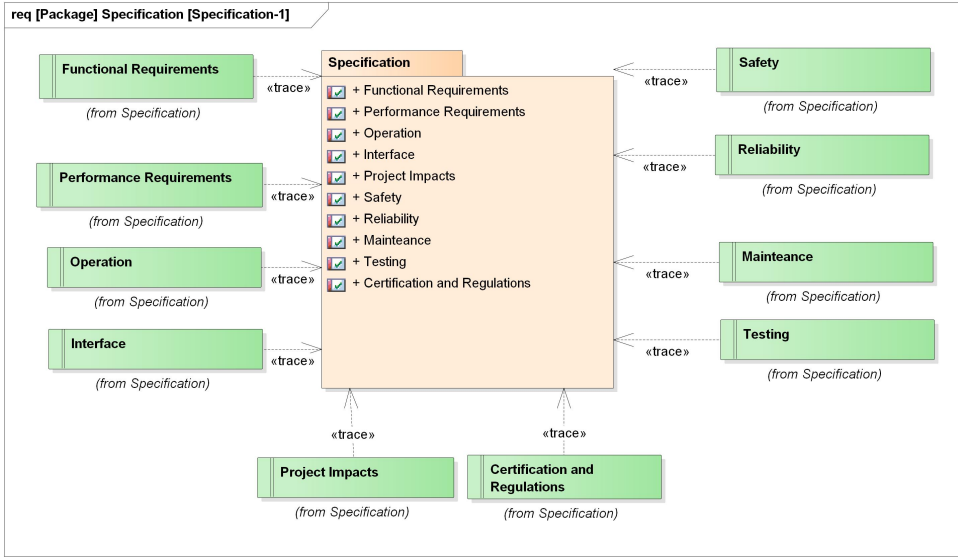 req [Package] Specification [Specification-1]
Functional Requirements
(from Specification)
«trace»
Performance Requirements
(from Specification)
«trace»
Operation
(from Specification)
«trace»
Interface
(from Specification)
«trace»
Specification
+ Functional Requirements
+ Performance Requirements
+ Operation
+ Interface
+ Project Impacts
+ Safety
+ Reliability
+ Mainteance
+ Testing
+ Certification and Regulations
Safety
(from Specification)
«trace»
Reliability
(from Specification)
«trace»
Mainteance
(from Specification)
«trace»
Testing
(from Specification)
«trace»
«trace»
Project Impacts
(from Specification)
«trace»
Certification and
Regulations
(from Specification)